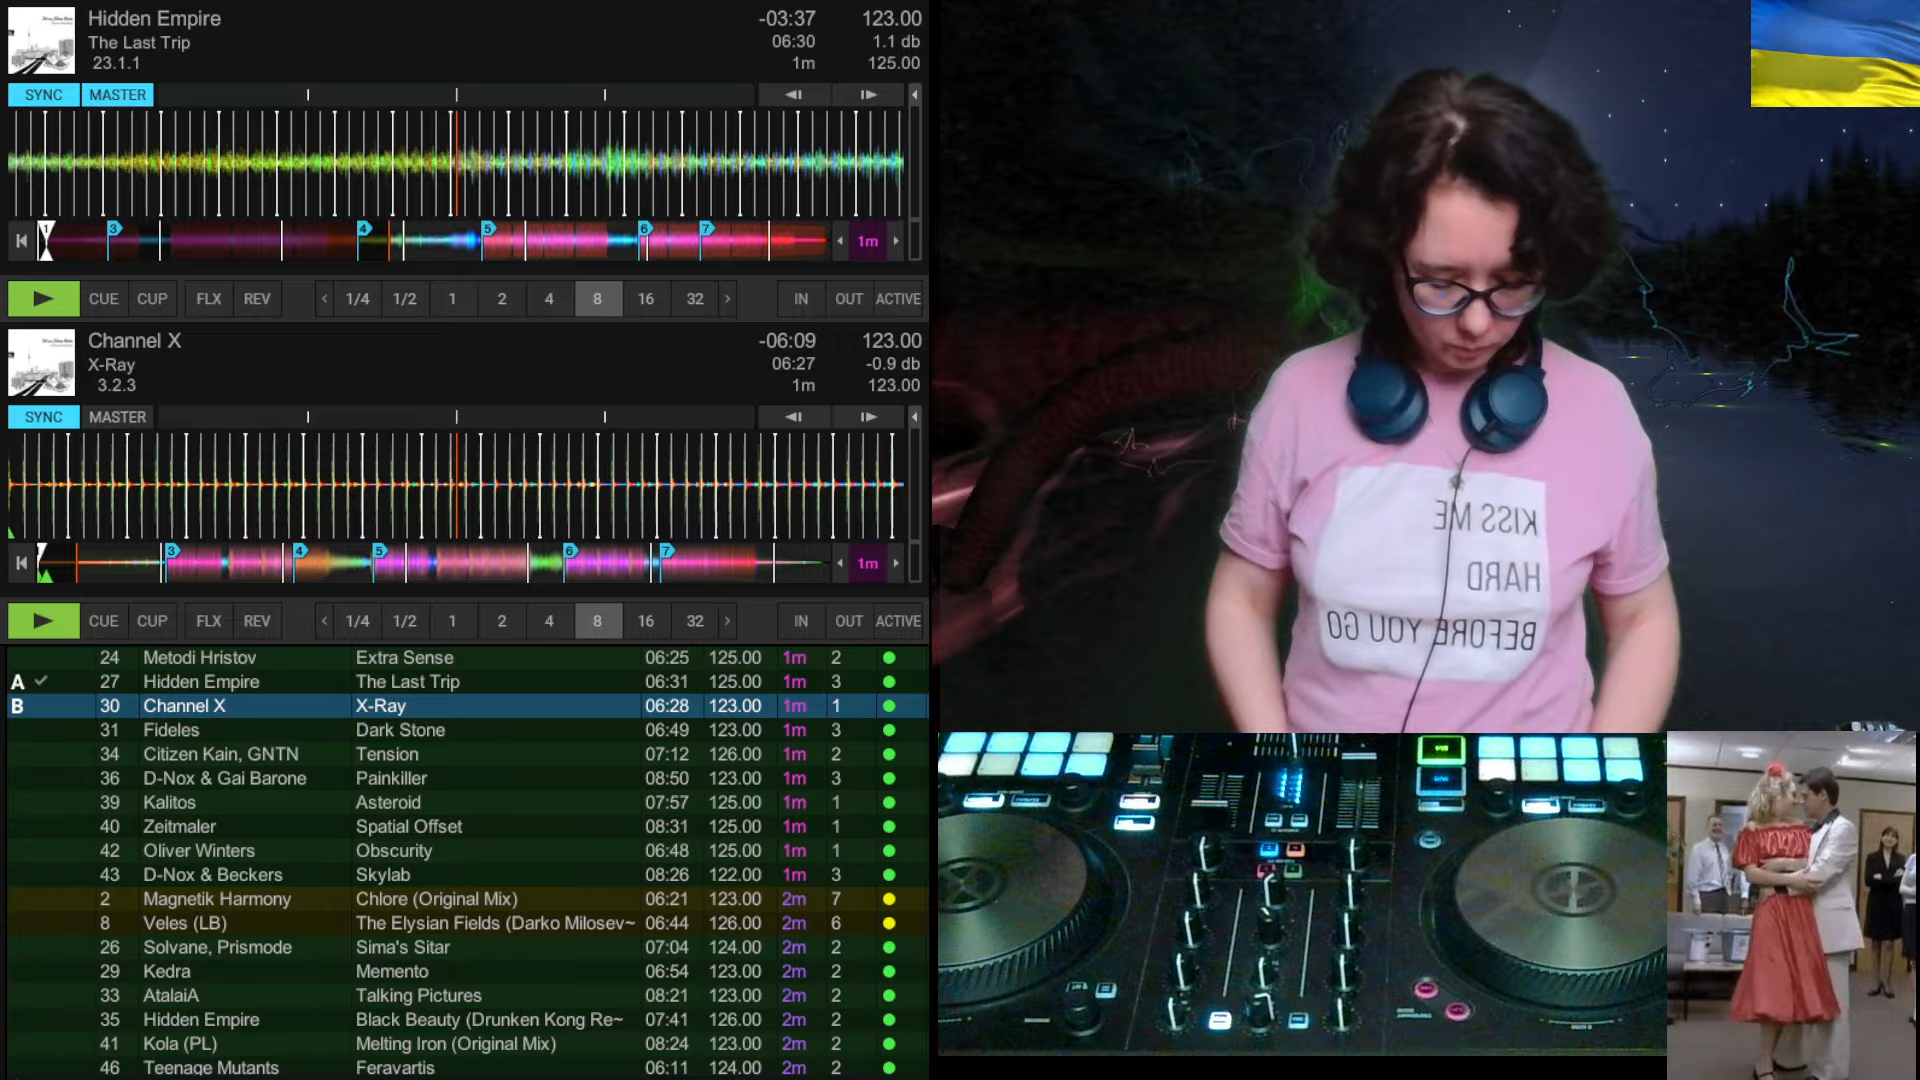 Hidden Empire -03:37 123.00
The Last Trip 06:30 1.1 db
23.1.1 1m 125.00
SYNC MASTER
1 3 4 5 6 7 1m
CUE CUP FLX REV 1/4 1/2 1 2 4 8 16 32 IN OUT ACTIVE
Channel X -06:09 123.00
X-Ray 06:27 -0.9 db
3.2.3 1m 123.00
SYNC MASTER
3 4 5 6 7 1m
CUE CUP FLX REV 1/4 1/2 1 2 4 8 16 32 IN OUT ACTIVE
24 Metodi Hristov Extra Sense 06:25 125.00 1m 2
A 27 Hidden Empire The Last Trip 06:31 125.00 1m 3
B 30 Channel X X-Ray 06:28 123.00 1m 1
31 Fideles Dark Stone 06:49 123.00 1m 3
34 Citizen Kain, GNTN Tension 07:12 126.00 1m 2
36 D-Nox & Gai Barone Painkiller 08:50 123.00 1m 3
39 Kalitos Asteroid 07:57 125.00 1m 1
40 Zeitmaler Spatial Offset 08:31 125.00 1m 1
42 Oliver Winters Obscurity 06:48 125.00 1m 1
43 D-Nox & Beckers Skylab 08:26 122.00 1m 3
2 Magnetik Harmony Chlore (Original Mix) 06:21 123.00 2m 7
8 Veles (LB) The Elysian Fields (Darko Milosev~ 06:44 126.00 2m 6
26 Solvane, Prismode Sima's Sitar 07:04 124.00 2m 2
29 Kedra Memento 06:54 123.00 2m 2
33 AtalaiA Talking Pictures 08:21 123.00 2m 2
35 Hidden Empire Black Beauty (Drunken Kong Re~ 07:41 126.00 2m 2
41 Kola (PL) Melting Iron (Original Mix) 08:24 123.00 2m 2
46 Teenage Mutants Feravartis 06:11 124.00 2m 2
KISS ME
HARD
BEFORE YOU GO